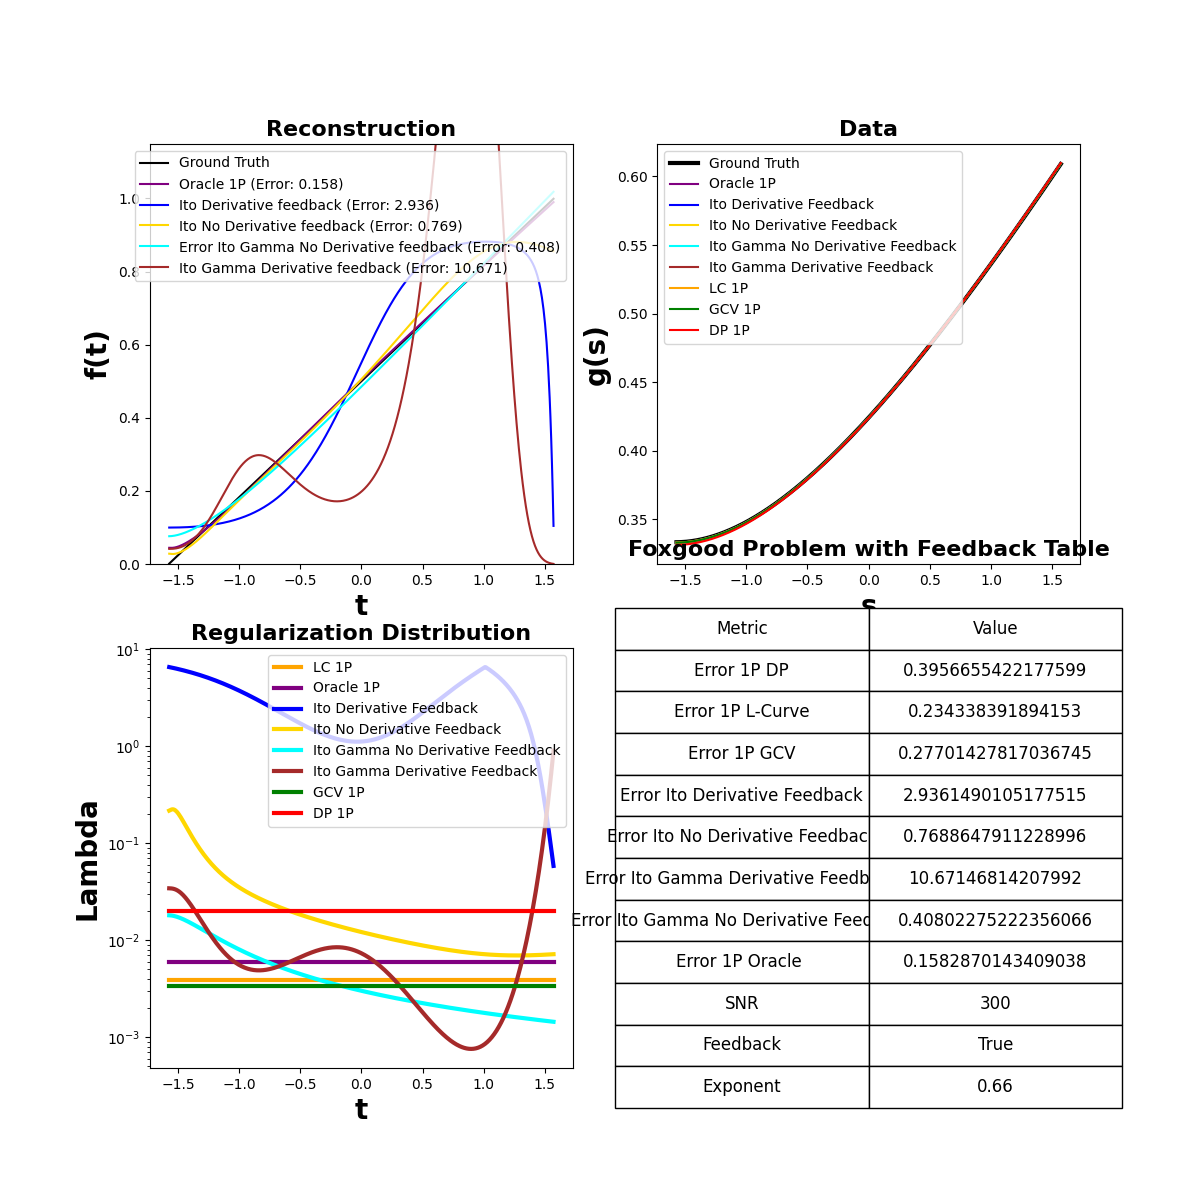 Reconstruction
f(t)
1.0
0.8
0.6
0.4
0.2
0.0
Ground Truth
Oracle 1P (Error: 0.158)
Ito Derivative feedback (Error: 2.936)
Ito No Derivative feedback (Error: 0.769)
Error Ito Gamma No Derivative feedback (Error: 0.408)
Ito Gamma Derivative feedback (Error: 10.671)
−1.5 −1.0 −0.5 0.0 0.5 1.0 1.5
t
Data
g(s)
0.60
0.55
0.50
0.45
0.40
0.35
Ground Truth
Oracle 1P
Ito Derivative Feedback
Ito No Derivative Feedback
Ito Gamma No Derivative Feedback
Ito Gamma Derivative Feedback
LC 1P
GCV 1P
DP 1P
−1.5 −1.0 −0.5 0.0 0.5 1.0 1.5
s
Regularization Distribution
Lambda
10¹
10⁰
10⁻¹
10⁻²
10⁻³
LC 1P
Oracle 1P
Ito Derivative Feedback
Ito No Derivative Feedback
Ito Gamma No Derivative Feedback
Ito Gamma Derivative Feedback
GCV 1P
DP 1P
−1.5 −1.0 −0.5 0.0 0.5 1.0 1.5
t
Foxgood Problem with Feedback Table
Metric Value
Error 1P DP 0.3956655422177599
Error 1P L-Curve 0.234338391894153
Error 1P GCV 0.27701427817036745
Error Ito Derivative Feedback 2.9361490105177515
Error Ito No Derivative Feedbac 0.7688647911228996
Error Ito Gamma Derivative Feedb 10.67146814207992
Error Ito Gamma No Derivative Feec 0.40802275222356066
Error 1P Oracle 0.1582870143409038
SNR 300
Feedback True
Exponent 0.66